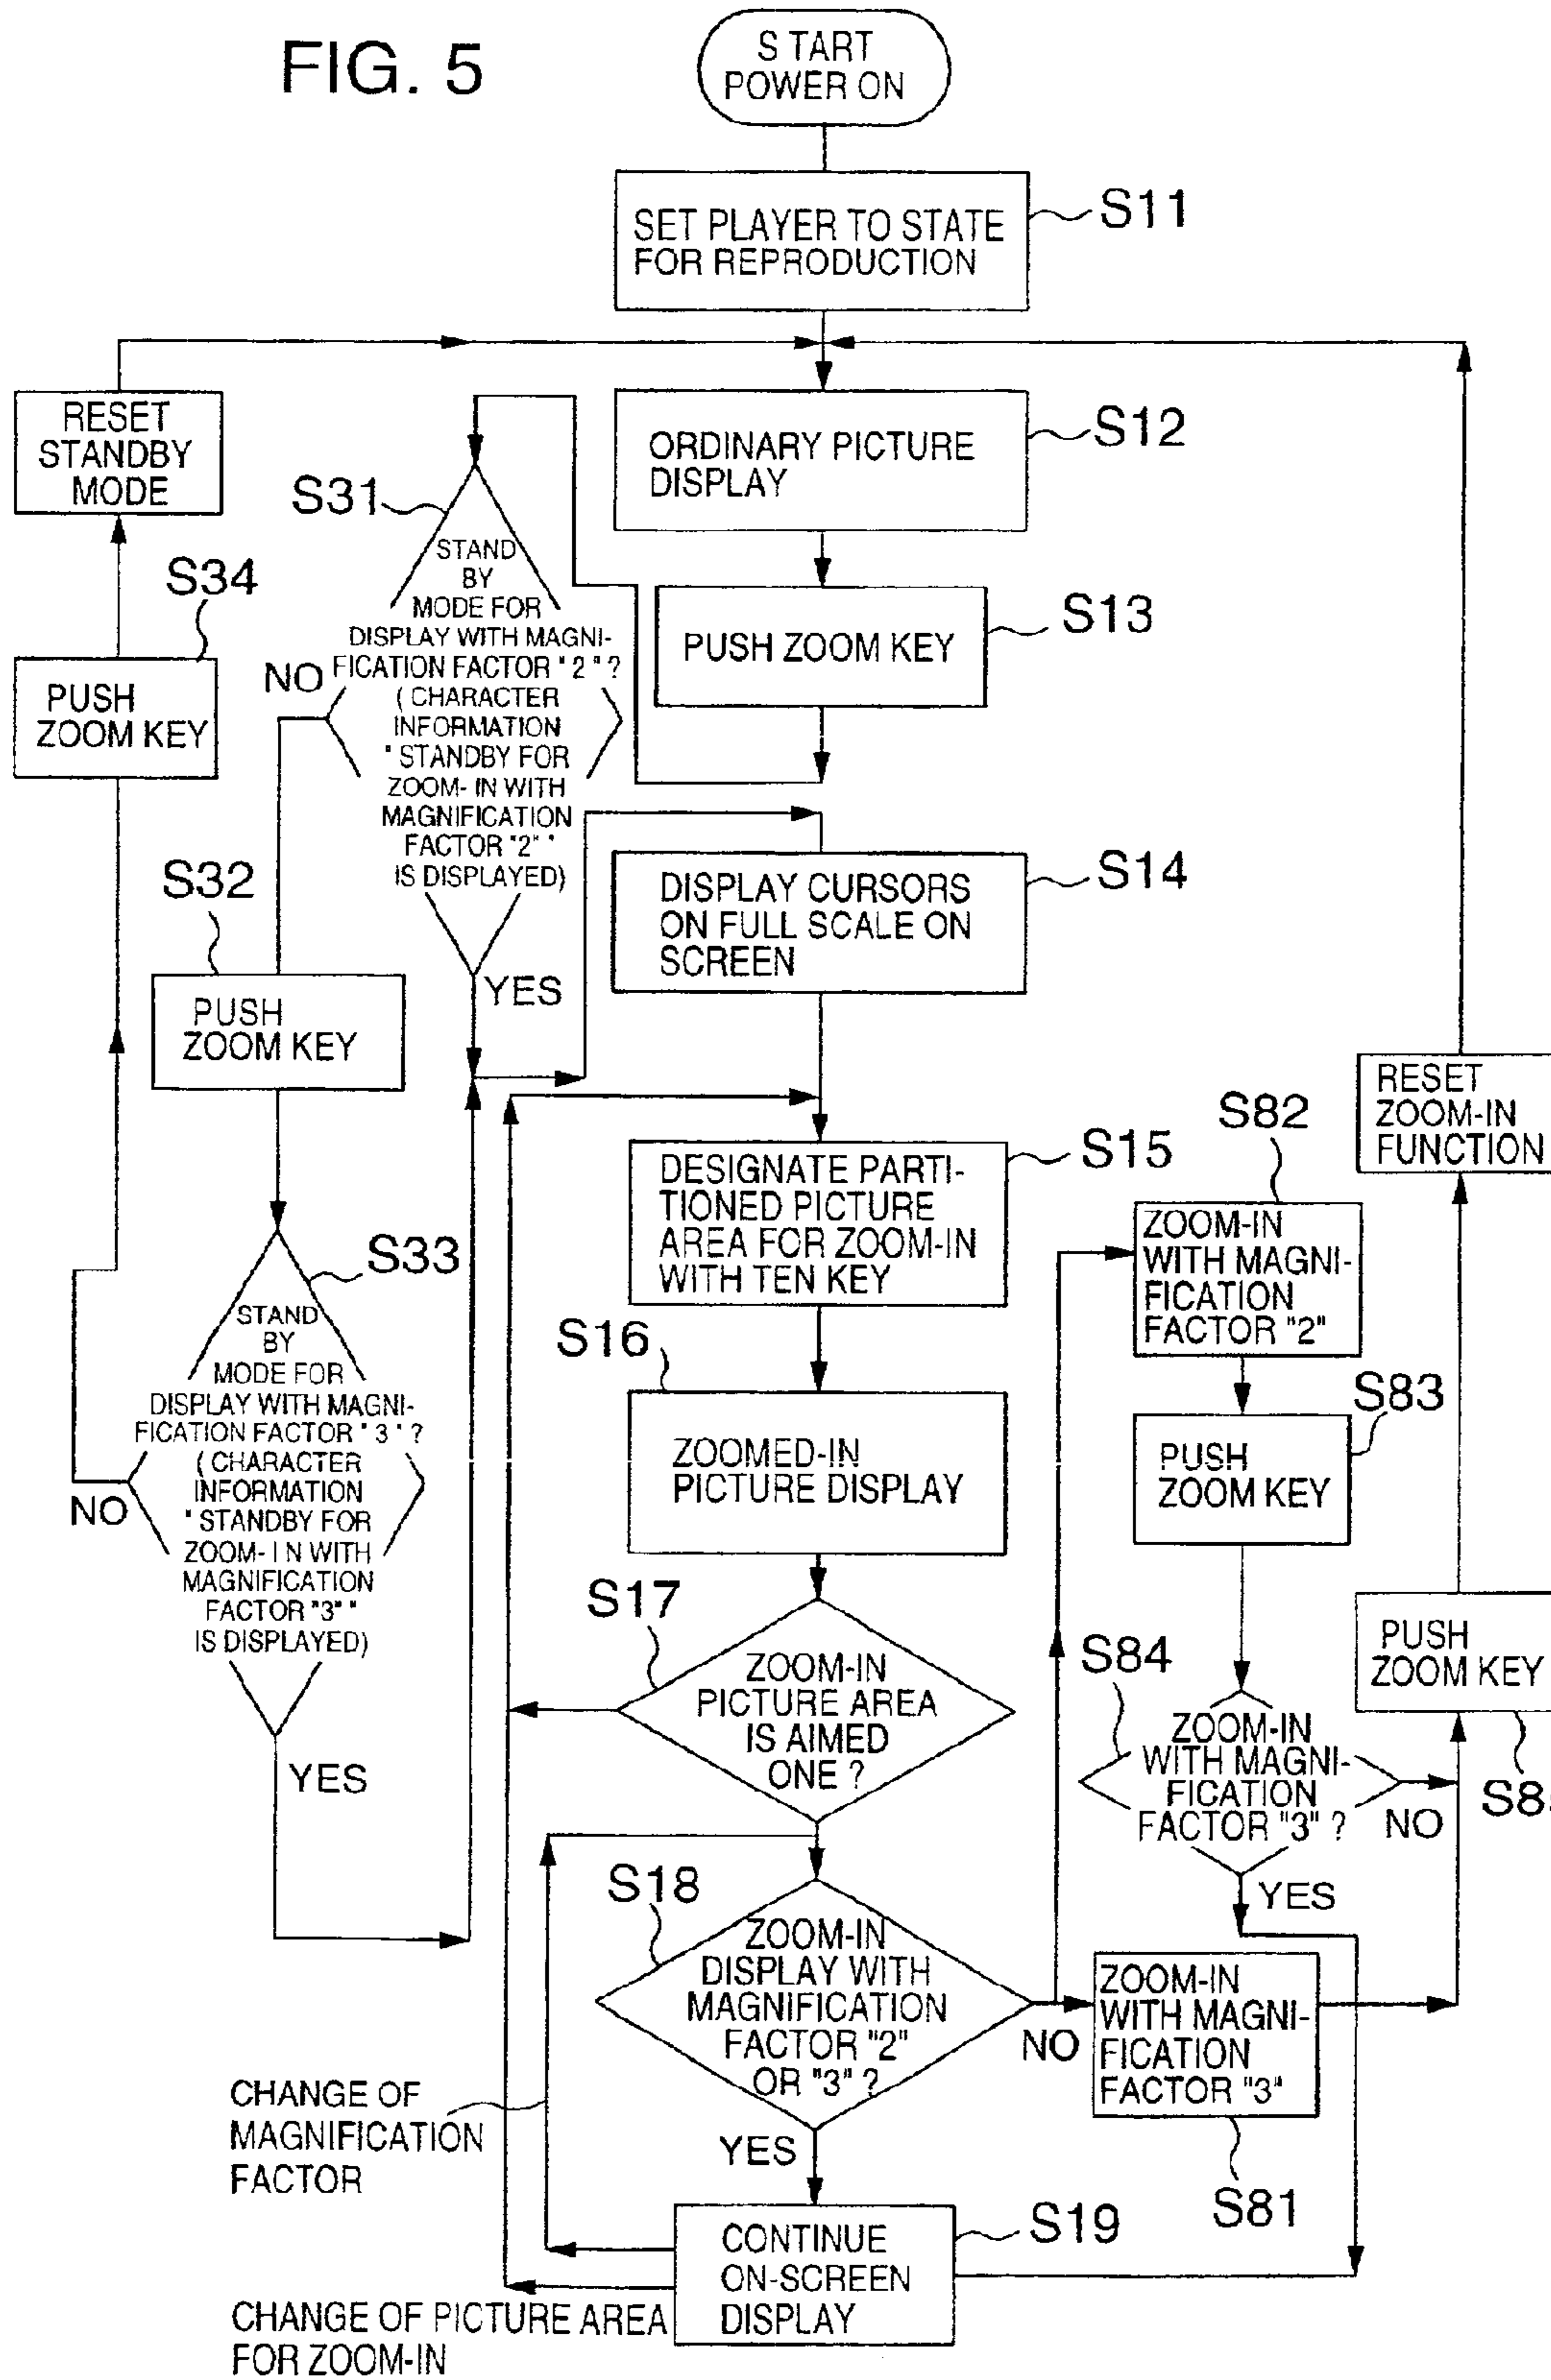 FIG. 5
S TART
POWER ON
SET PLAYER TO STATE
FOR REPRODUCTION
S11
RESET
STANDBY
MODE
ORDINARY PICTURE
DISPLAY
S12
S31
STAND
BY
MODE FOR
DISPLAY WITH MAGNI-
FICATION FACTOR "2"?
( CHARACTER
INFORMATION
"STANDBY FOR
ZOOM-IN WITH
MAGNIFICATION
FACTOR "2""
IS DISPLAYED)
NO
YES
S34
PUSH
ZOOM KEY
PUSH ZOOM KEY
S13
S32
PUSH
ZOOM KEY
DISPLAY CURSORS
ON FULL SCALE ON
SCREEN
S14
RESET
ZOOM-IN
FUNCTION
S33
STAND
BY
MODE FOR
DISPLAY WITH MAGNI-
FICATION FACTOR "3"?
( CHARACTER
INFORMATION
"STANDBY FOR
ZOOM-IN WITH
MAGNIFICATION
FACTOR "3""
IS DISPLAYED)
NO
YES
DESIGNATE PARTI-
TIONED PICTURE
AREA FOR ZOOM-IN
WITH TEN KEY
S15
S82
ZOOM-IN
WITH MAGNI-
FICATION
FACTOR "2"
S16
ZOOMED-IN
PICTURE DISPLAY
S83
PUSH
ZOOM KEY
S17
ZOOM-IN
PICTURE AREA
IS AIMED
ONE ?
S84
ZOOM-IN
WITH MAGNI-
FICATION
FACTOR "3" ?
NO
YES
PUSH
ZOOM KEY
S18
ZOOM-IN
DISPLAY WITH
MAGNIFICATION
FACTOR "2"
OR "3" ?
NO
YES
ZOOM-IN
WITH MAGNI-
FICATION
FACTOR "3"
S81
CHANGE OF
MAGNIFICATION
FACTOR
CONTINUE
ON-SCREEN
DISPLAY
S19
CHANGE OF PICTURE AREA
FOR ZOOM-IN